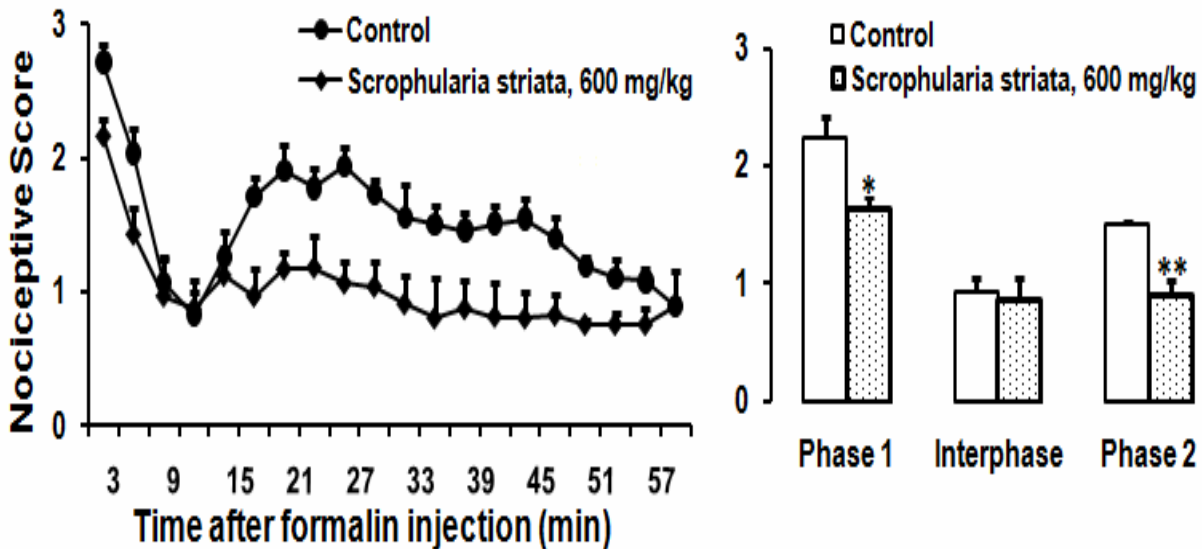 Nociceptive Score
3
2
1
0
Control
Scrophularia striata, 600 mg/kg
3 9 15 21 27 33 39 45 51 57
Time after formalin injection (min)
3
2
1
0
Control
Scrophularia striata, 600 mg/kg
*
**
Phase 1 Interphase Phase 2